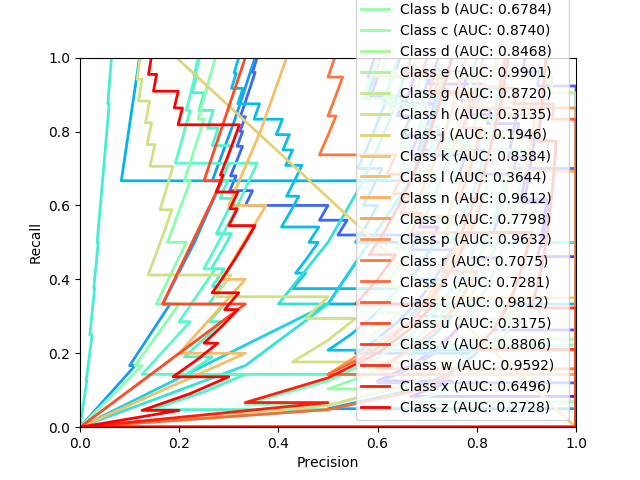 Class b (AUC: 0.6784)
Class c (AUC: 0.8740)
Class d (AUC: 0.8468)
Class e (AUC: 0.9901)
Class g (AUC: 0.8720)
Class h (AUC: 0.3135)
Class j (AUC: 0.1946)
Class k (AUC: 0.8384)
Class l (AUC: 0.3644)
Class n (AUC: 0.9612)
Class o (AUC: 0.7798)
Class p (AUC: 0.9632)
Class r (AUC: 0.7075)
Class s (AUC: 0.7281)
Class t (AUC: 0.9812)
Class u (AUC: 0.3175)
Class v (AUC: 0.8806)
Class w (AUC: 0.9592)
Class x (AUC: 0.6496)
Class z (AUC: 0.2728)
1.0
0.8
0.6
0.4
0.2
0.0
Recall
0.0 0.2 0.4 0.6 0.8 1.0
Precision